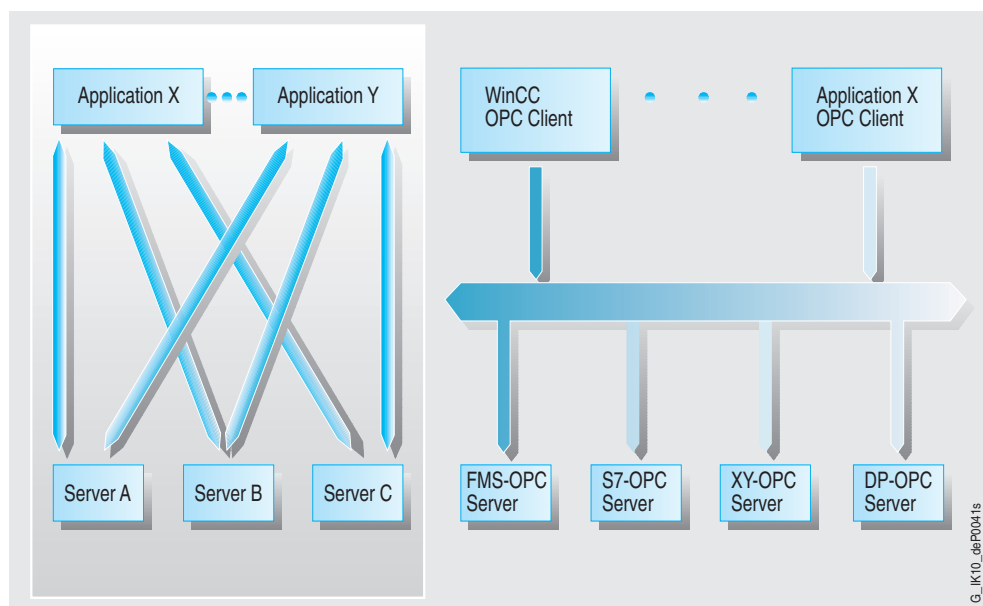 Application X
Application Y
Server A
Server B
Server C
WinCC
OPC Client
Application X
OPC Client
FMS-OPC
Server
S7-OPC
Server
XY-OPC
Server
DP-OPC
Server
G_IK10_deP0041s